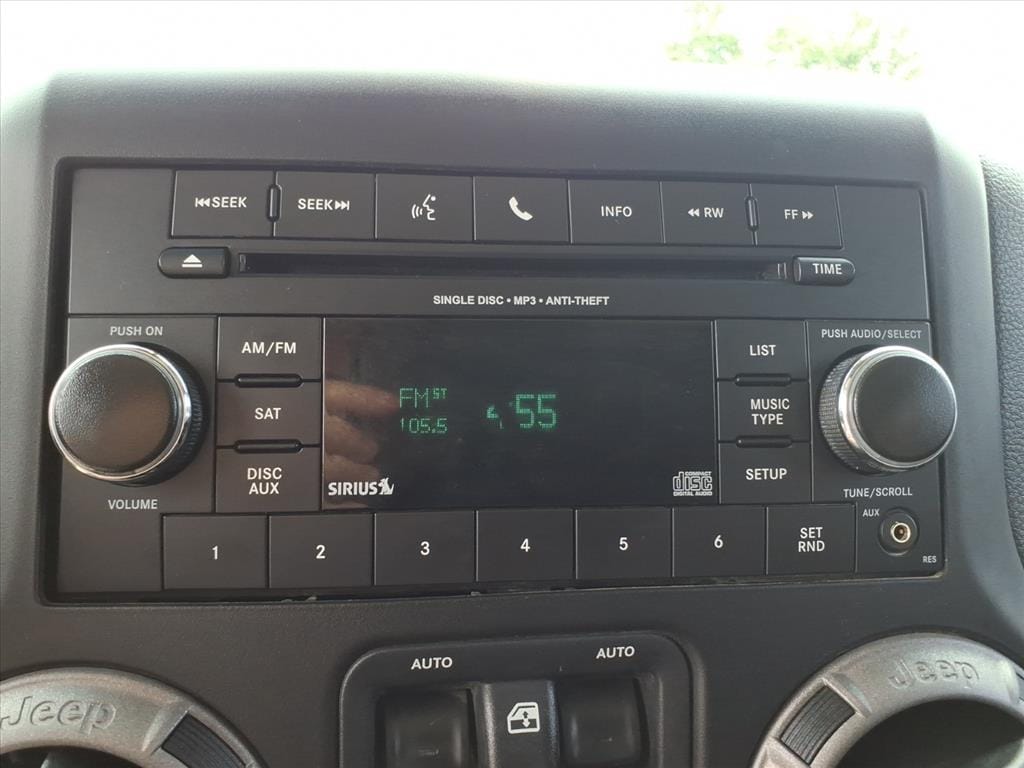 SEEK SEEK INFO RW FF
TIME
SINGLE DISC • MP3 • ANTI-THEFT
PUSH ON
PUSH AUDIO/SELECT
AM/FM
LIST
SAT
MUSIC
TYPE
FM ST
105.5
55
DISC
AUX
SETUP
SIRIUS
COMPACT
disc
DIGITAL AUDIO
VOLUME
TUNE/SCROLL
1 2 3 4 5 6
SET
RND
AUX
RES
AUTO AUTO
Jeep
Jeep